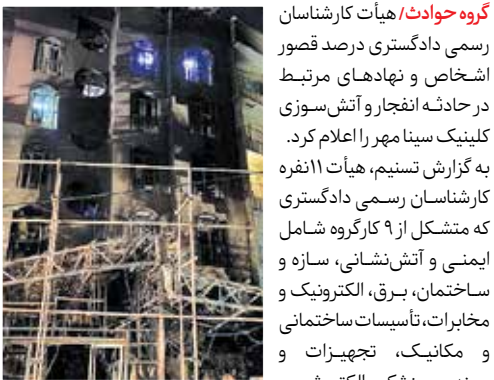 گروه حوادث/ هیأت کارشناسان
رسمی دادگستری درصد قصور
اشخاص و نهادهای مرتبط
در حادثه انفجار و آتش‌سوزی
کلینیک سینا مهر را اعلام کرد.
به گزارش تسنیم، هیأت ۱۱نفره
کارشناسان رسمی دادگستری
که متشکل از ۹ کارگروه شامل
ایمنی و آتش‌نشانی، سازه و
ساختمان، برق، الکترونیک و
مخابرات، تأسیسات ساختمانی
و مکانیک، تجهیزات و